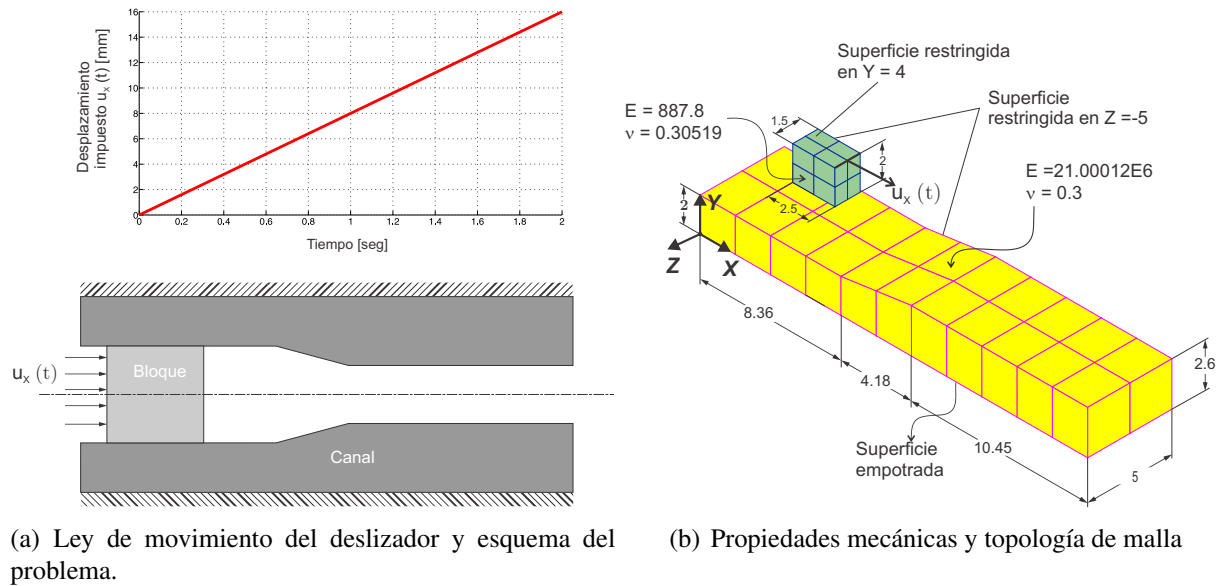 Desplazamiento
impuesto uₓ (t) [mm]
16
14
12
10
8
6
4
2
0
0
0.2
0.4
0.6
0.8
1
1.2
1.4
1.6
1.8
2
Tiempo [seg]
uₓ (t)
Bloque
Canal
(a) Ley de movimiento del deslizador y esquema del
problema.
Superficie restringida
en Y = 4
E = 887.8
ν = 0.30519
Superficie
restringida en Z =-5
1.5
2
E =21.00012E6
ν = 0.3
uₓ (t)
2.5
2
Y
Z
X
8.36
4.18
10.45
2.6
5
Superficie
empotrada
(b) Propiedades mecánicas y topología de malla